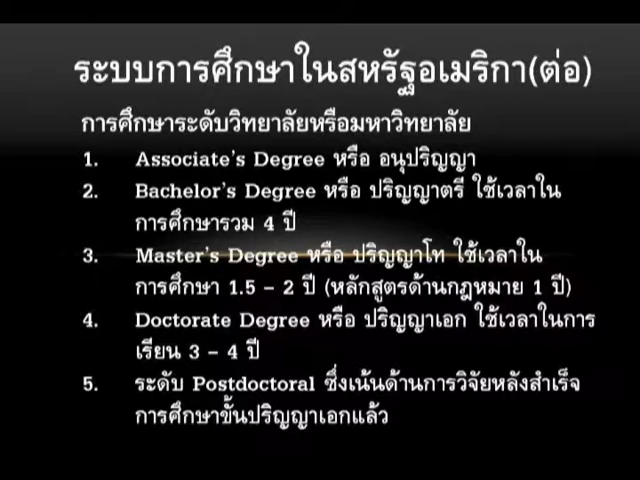 ระบบการศึกษาในสหรัฐอเมริกา(ต่อ)
การศึกษาระดับวิทยาลัยหรือมหาวิทยาลัย
1. Associate's Degree หรือ อนุปริญญา
2. Bachelor's Degree หรือ ปริญญาตรี ใช้เวลาใน
การศึกษารวม 4 ปี
3. Master's Degree หรือ ปริญญาโท ใช้เวลาใน
การศึกษา 1.5 – 2 ปี (หลักสูตรด้านกฎหมาย 1 ปี)
4. Doctorate Degree หรือ ปริญญาเอก ใช้เวลาในการ
เรียน 3 – 4 ปี
5. ระดับ Postdoctoral ซึ่งเน้นด้านการวิจัยหลังสำเร็จ
การศึกษาขั้นปริญญาเอกแล้ว